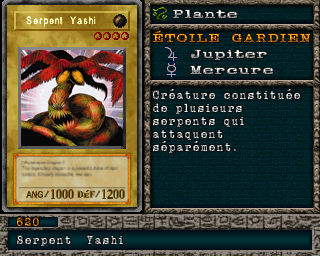 Serpent Yashi
ANG/1000 DéF/1200
Plante
ÉTOILE GARDIEN
Jupiter
Mercure
Créature constituée
de plusieurs
serpents qui
attaquent
séparément.
620
Serpent Yashi